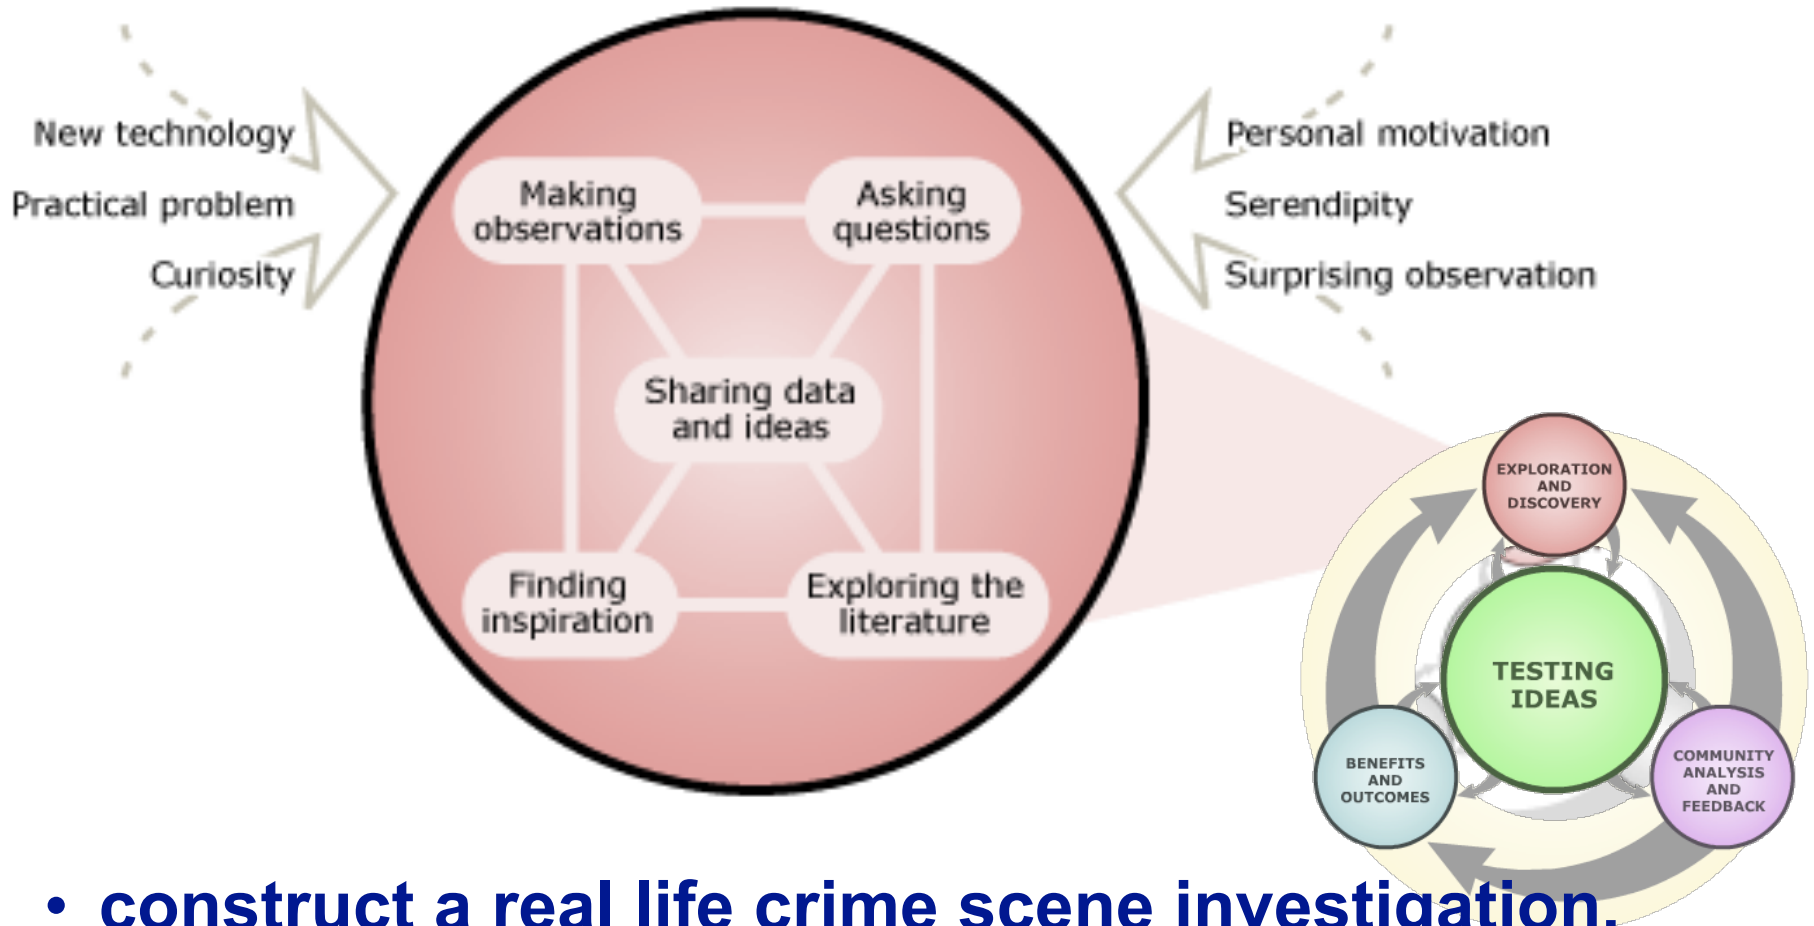 New technology
Practical problem
Curiosity
Making
observations
Asking
questions
Sharing data
and ideas
Finding
inspiration
Exploring the
literature
Personal motivation
Serendipity
Surprising observation
EXPLORATION
AND
DISCOVERY
TESTING
IDEAS
BENEFITS
AND
OUTCOMES
COMMUNITY
ANALYSIS
AND
FEEDBACK
• construct a real life crime scene investigation.